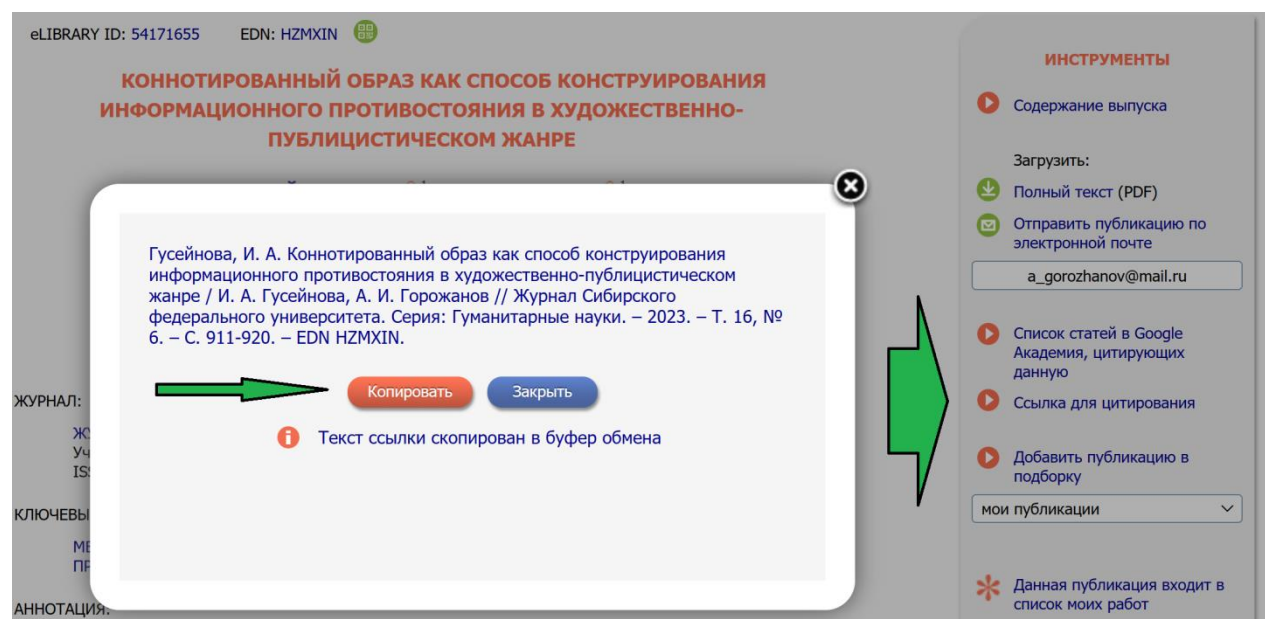 eLIBRARY ID: 54171655 EDN: HZMXIN
КОННОТИРОВАННЫЙ ОБРАЗ КАК СПОСОБ КОНСТРУИРОВАНИЯ
ИНФОРМАЦИОННОГО ПРОТИВОСТОЯНИЯ В ХУДОЖЕСТВЕННО-
ПУБЛИЦИСТИЧЕСКОМ ЖАНРЕ
Гусейнова, И. А. Коннотированный образ как способ конструирования
информационного противостояния в художественно-публицистическом
жанре / И. А. Гусейнова, А. И. Горожанов // Журнал Сибирского
федерального университета. Серия: Гуманитарные науки. – 2023. – Т. 16, №
6. – С. 911-920. – EDN HZMXIN.
Копировать Закрыть
Текст ссылки скопирован в буфер обмена
ЖУРНАЛ:
КЛЮЧЕВЫ
АННОТАЦИЯ:
ИНСТРУМЕНТЫ
Содержание выпуска
Загрузить:
Полный текст (PDF)
Отправить публикацию по
электронной почте
a_gorozhanov@mail.ru
Список статей в Google
Академия, цитирующих
данную
Ссылка для цитирования
Добавить публикацию в
подборку
мои публикации
Данная публикация входит в
список моих работ